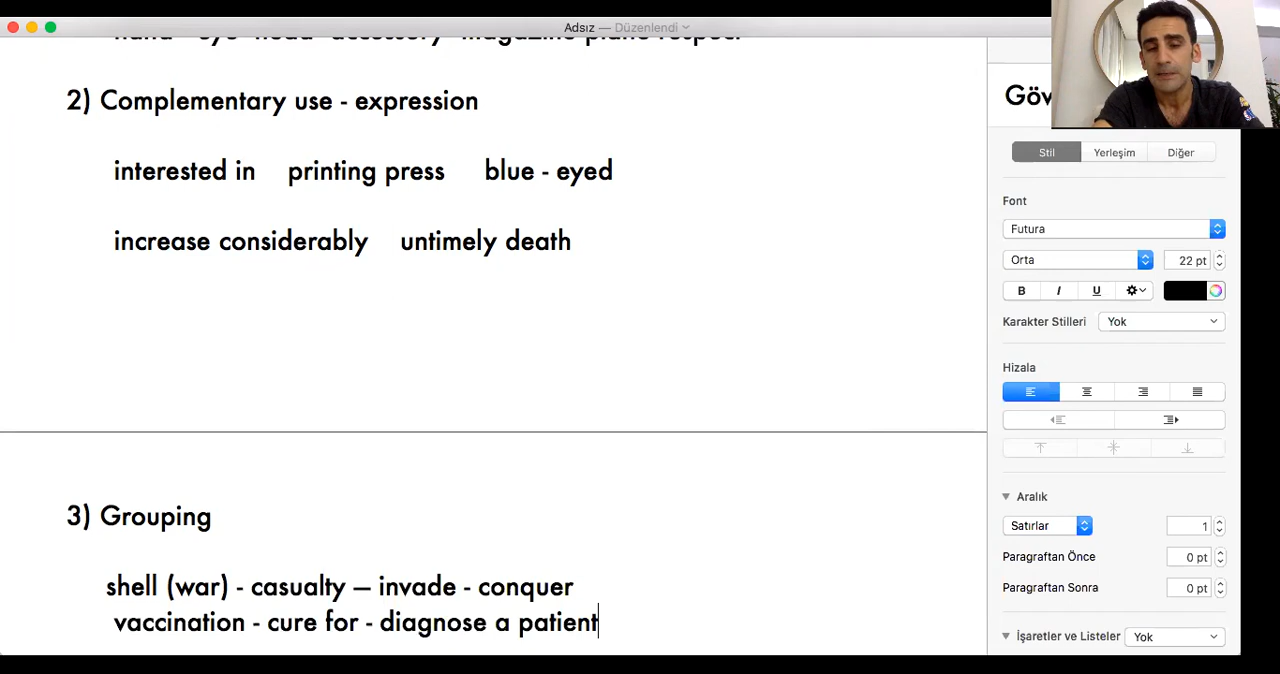 Adsız — Düzenlendi
2) Complementary use - expression
interested in printing press blue - eyed
increase considerably untimely death
3) Grouping
shell (war) - casualty — invade - conquer
vaccination - cure for - diagnose a patient
Stil Yerleşim Diğer
Font
Futura
Orta 22 pt
B I U
Karakter Stilleri Yok
Hizala
Aralık
Satırlar 1
Paragraftan Önce 0 pt
Paragraftan Sonra 0 pt
İşaretler ve Listeler Yok